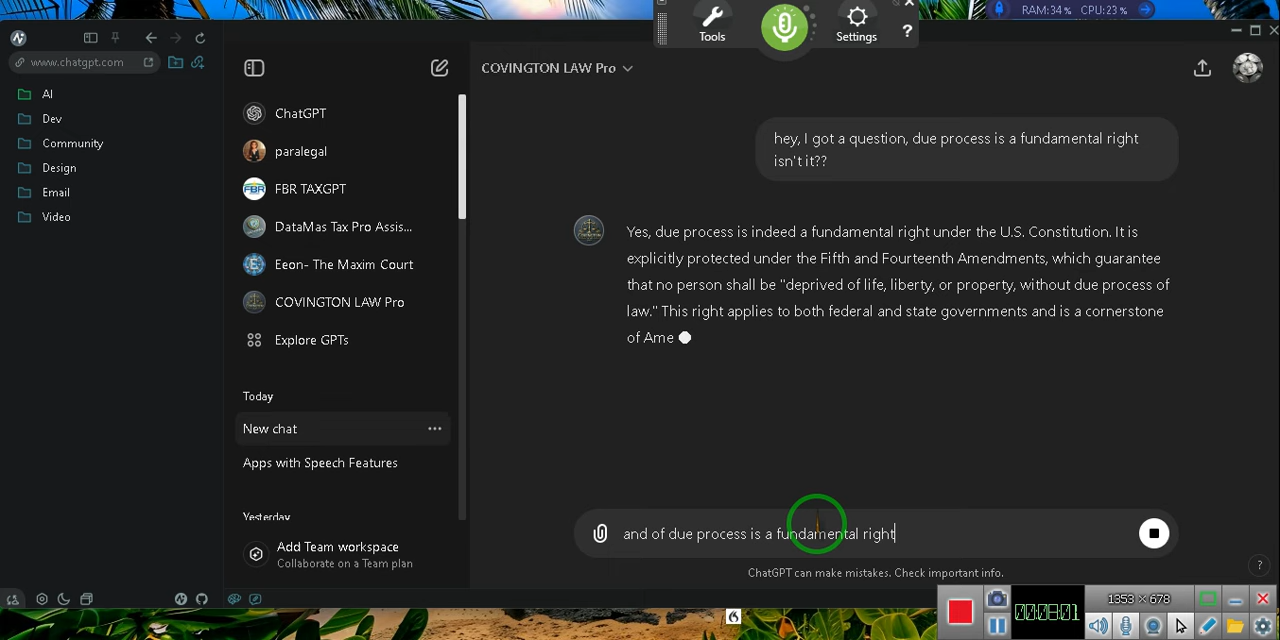 RAM:34 % CPU:23 %
Tools
Settings
?
www.chatgpt.com
AI
Dev
Community
Design
Email
Video
ChatGPT
paralegal
FBR TAXGPT
DataMas Tax Pro Assis...
Eeon- The Maxim Court
COVINGTON LAW Pro
Explore GPTs
Today
New chat
Apps with Speech Features
Yesterday
Add Team workspace
Collaborate on a Team plan
COVINGTON LAW Pro
hey, I got a question, due process is a fundamental right
isn't it??
Yes, due process is indeed a fundamental right under the U.S. Constitution. It is
explicitly protected under the Fifth and Fourteenth Amendments, which guarantee
that no person shall be "deprived of life, liberty, or property, without due process of
law." This right applies to both federal and state governments and is a cornerstone
of Ame
and of due process is a fundamental right
ChatGPT can make mistakes. Check important info.
?
1353 × 678